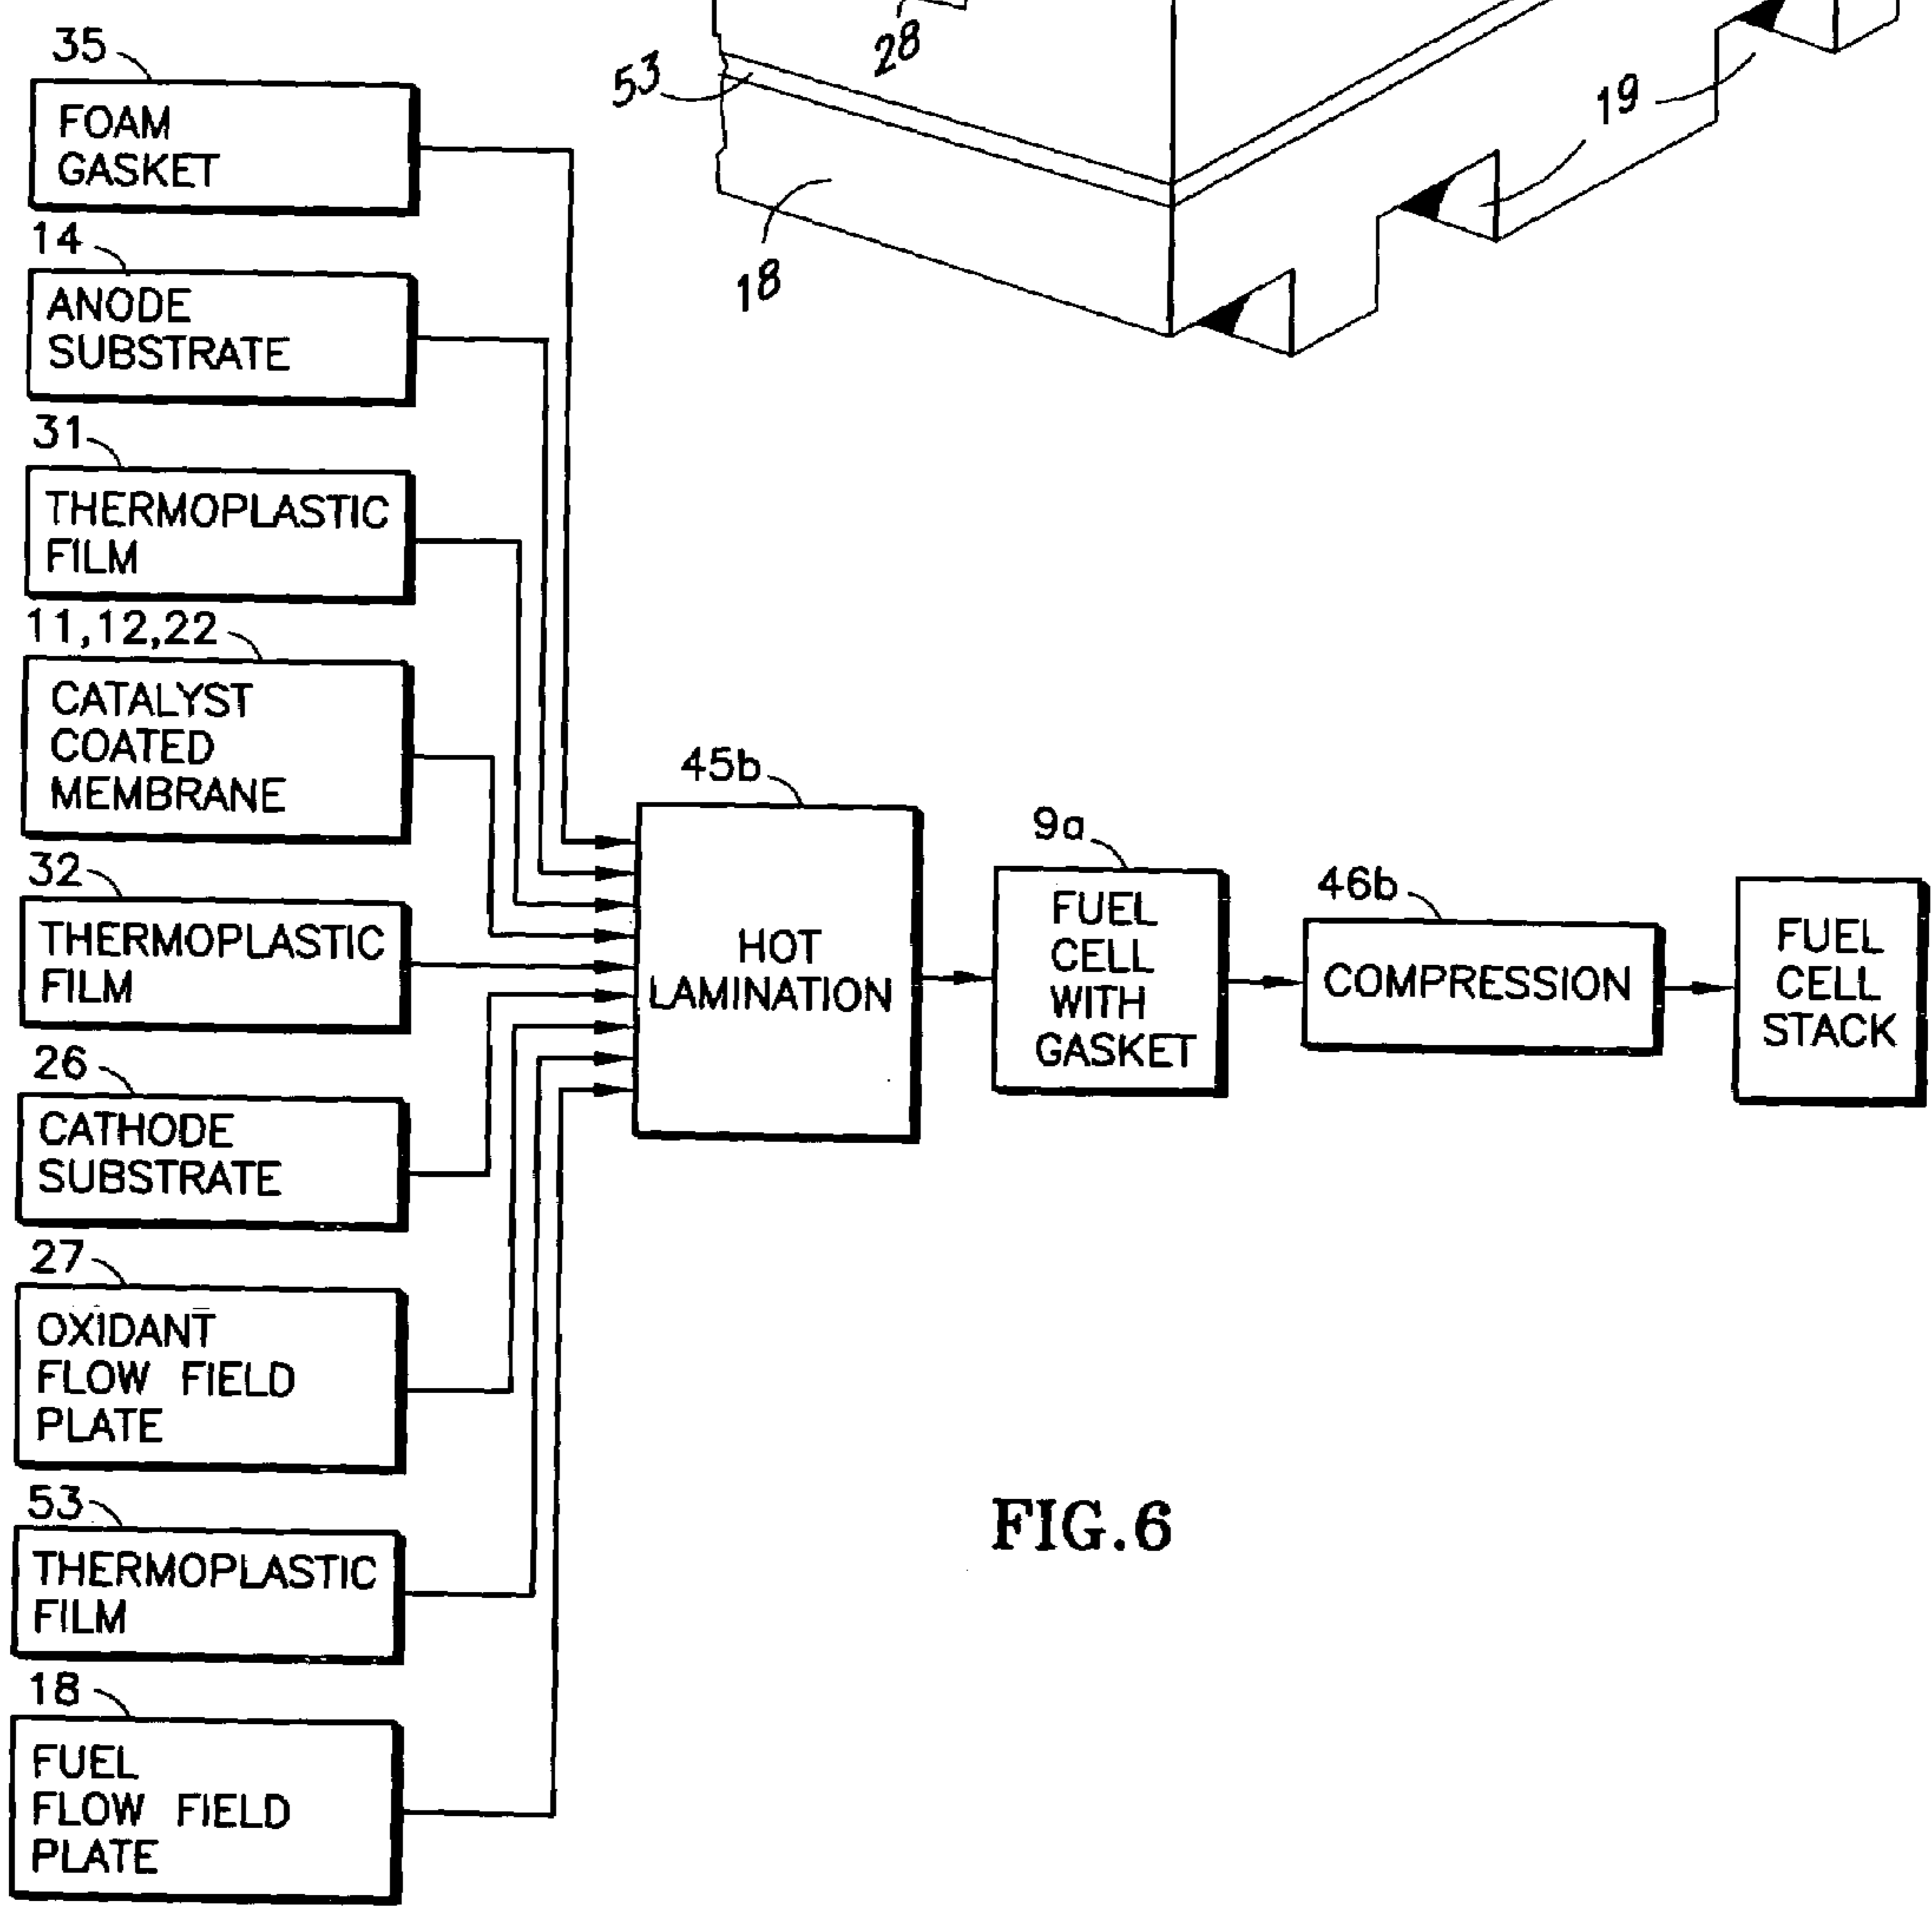 35
FOAM
GASKET
14
ANODE
SUBSTRATE
31
THERMOPLASTIC
FILM
11,12,22
CATALYST
COATED
MEMBRANE
32
THERMOPLASTIC
FILM
26
CATHODE
SUBSTRATE
27
OXIDANT
FLOW FIELD
PLATE
53
THERMOPLASTIC
FILM
18
FUEL
FLOW FIELD
PLATE
28
53
19
18
45b
HOT
LAMINATION
9a
FUEL
CELL
WITH
GASKET
46b
COMPRESSION
FUEL
CELL
STACK
FIG.6